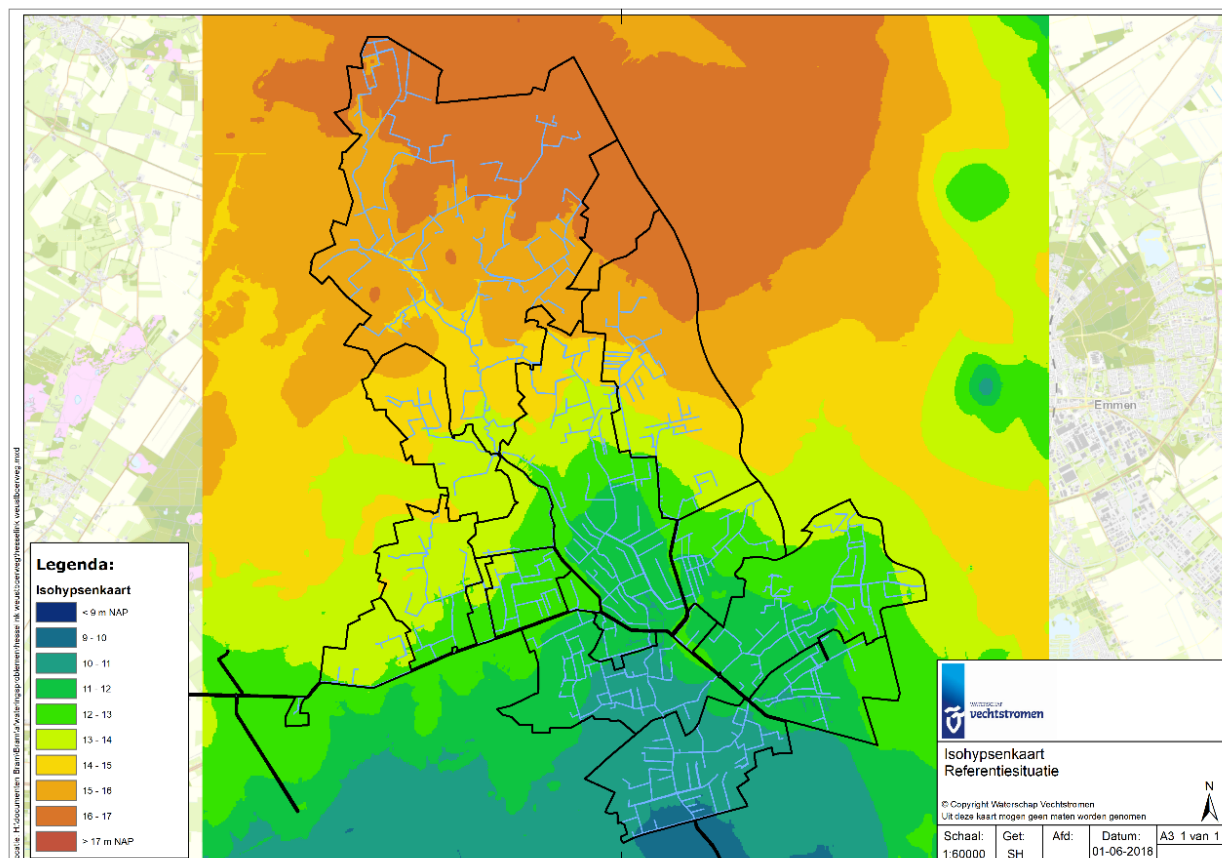 Emmen
Legenda:
Isohypsenkaart
< 9 m NAP
9 - 10
10 - 11
11 - 12
12 - 13
13 - 14
14 - 15
15 - 16
16 - 17
> 17 m NAP
WATERSCHAP
vechtstromen
Isohypsenkaart
Referentiesituatie
© Copyright Waterschap Vechtstromen
Uit deze kaart mogen geen maten worden genomen
N
Schaal: Get: Afd: Datum: A3 1 van 1
1:60000 SH 01-06-2018